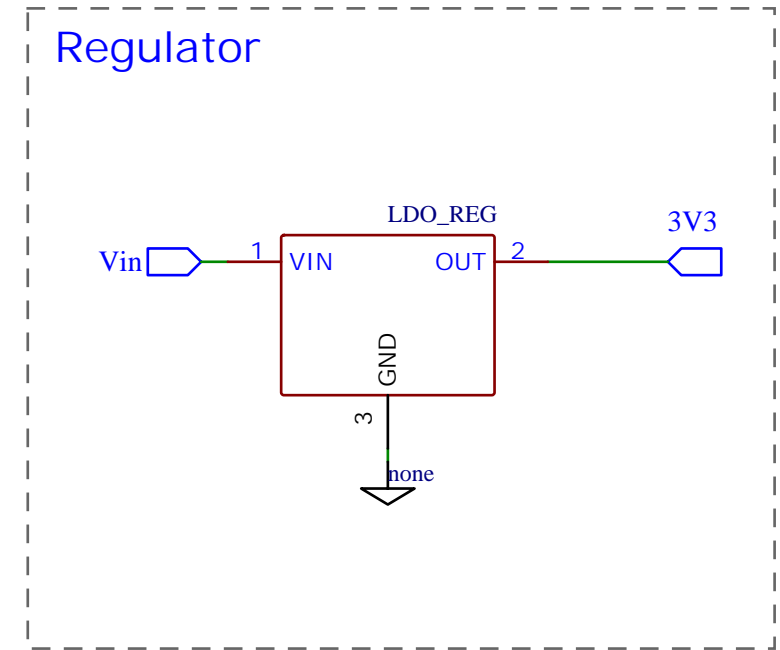 Regulator
LDO_REG
3V3
Vin
1
VIN
OUT
2
GND
3
none